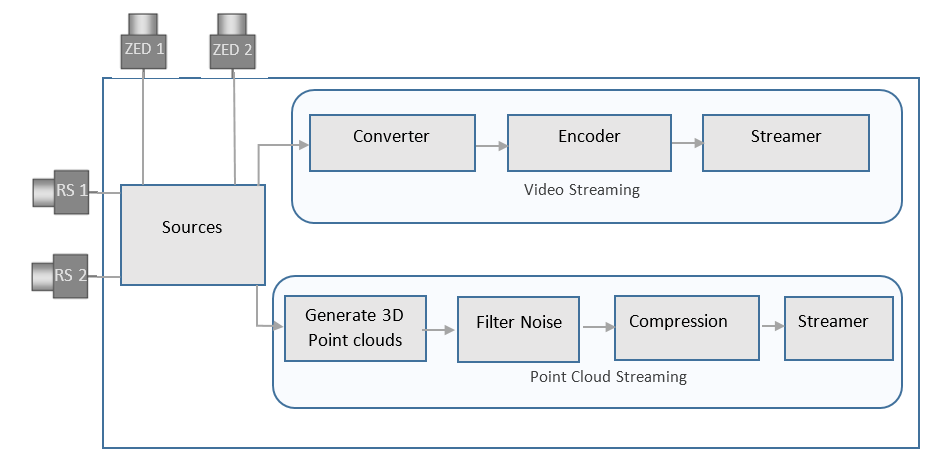 ZED 1
ZED 2
Converter
Encoder
Streamer
Video Streaming
RS 1
Sources
RS 2
Generate 3D
Point clouds
Filter Noise
Compression
Streamer
Point Cloud Streaming